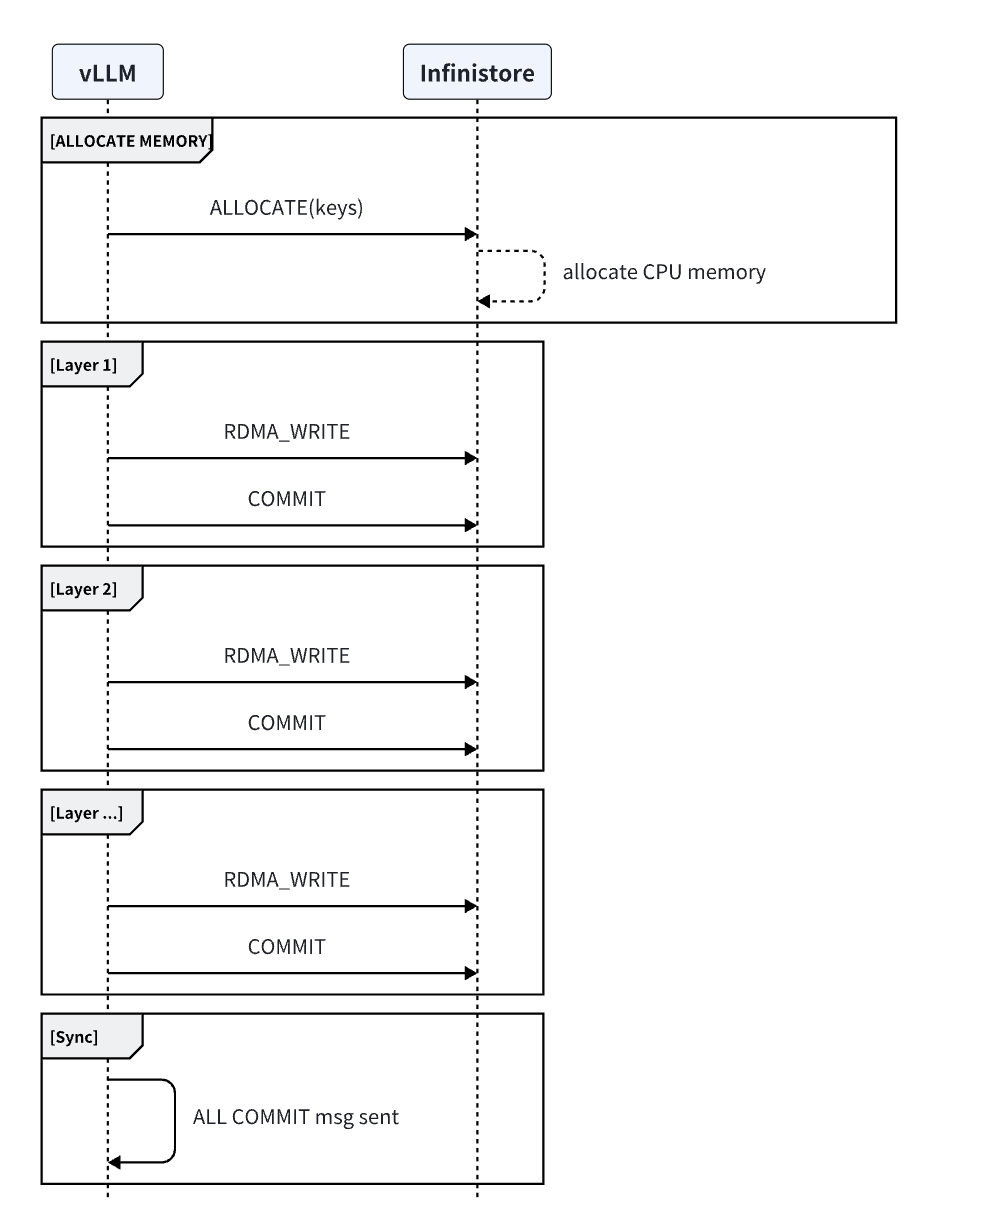 vLLM
Infinistore
[ALLOCATE MEMORY]
ALLOCATE(keys)
allocate CPU memory
[Layer 1]
RDMA_WRITE
COMMIT
[Layer 2]
RDMA_WRITE
COMMIT
[Layer ...]
RDMA_WRITE
COMMIT
[Sync]
ALL COMMIT msg sent